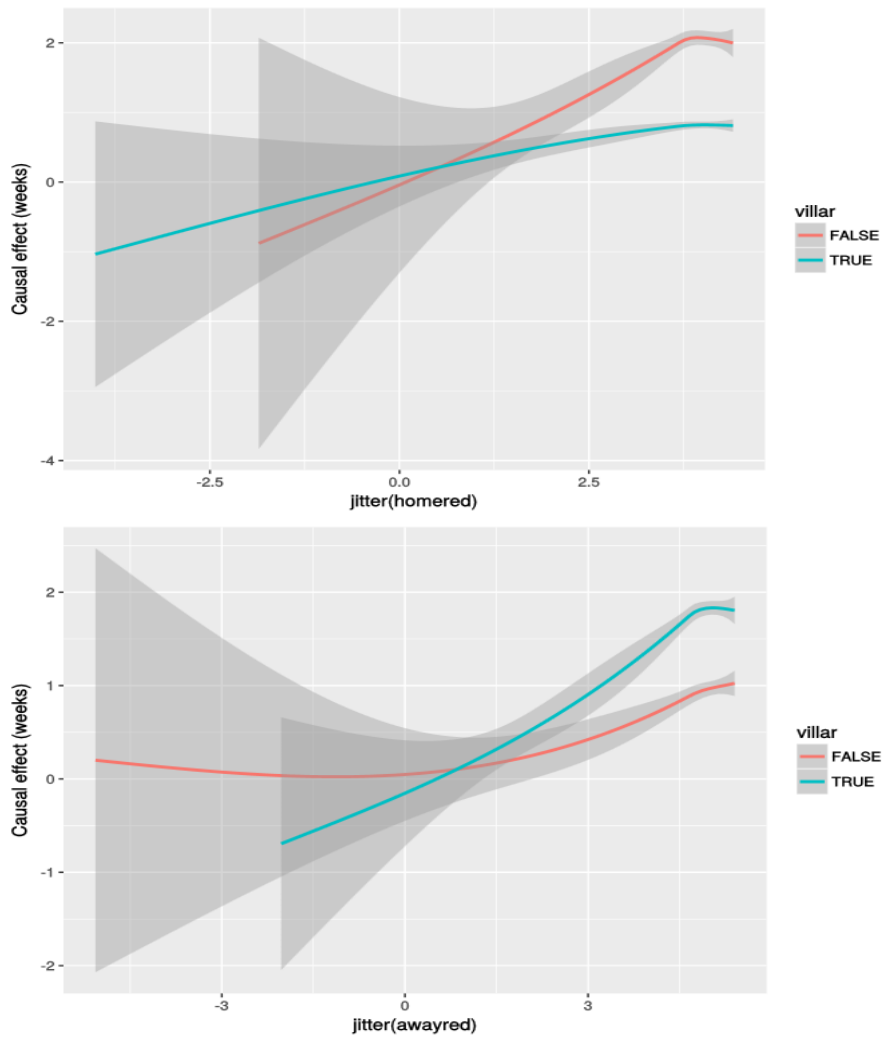 Causal effect (weeks)
2
0
-2
-4
-2.5
0.0
2.5
jitter(homered)
villar
FALSE
TRUE
Causal effect (weeks)
2
1
0
-1
-2
-3
0
3
jitter(awayred)
villar
FALSE
TRUE